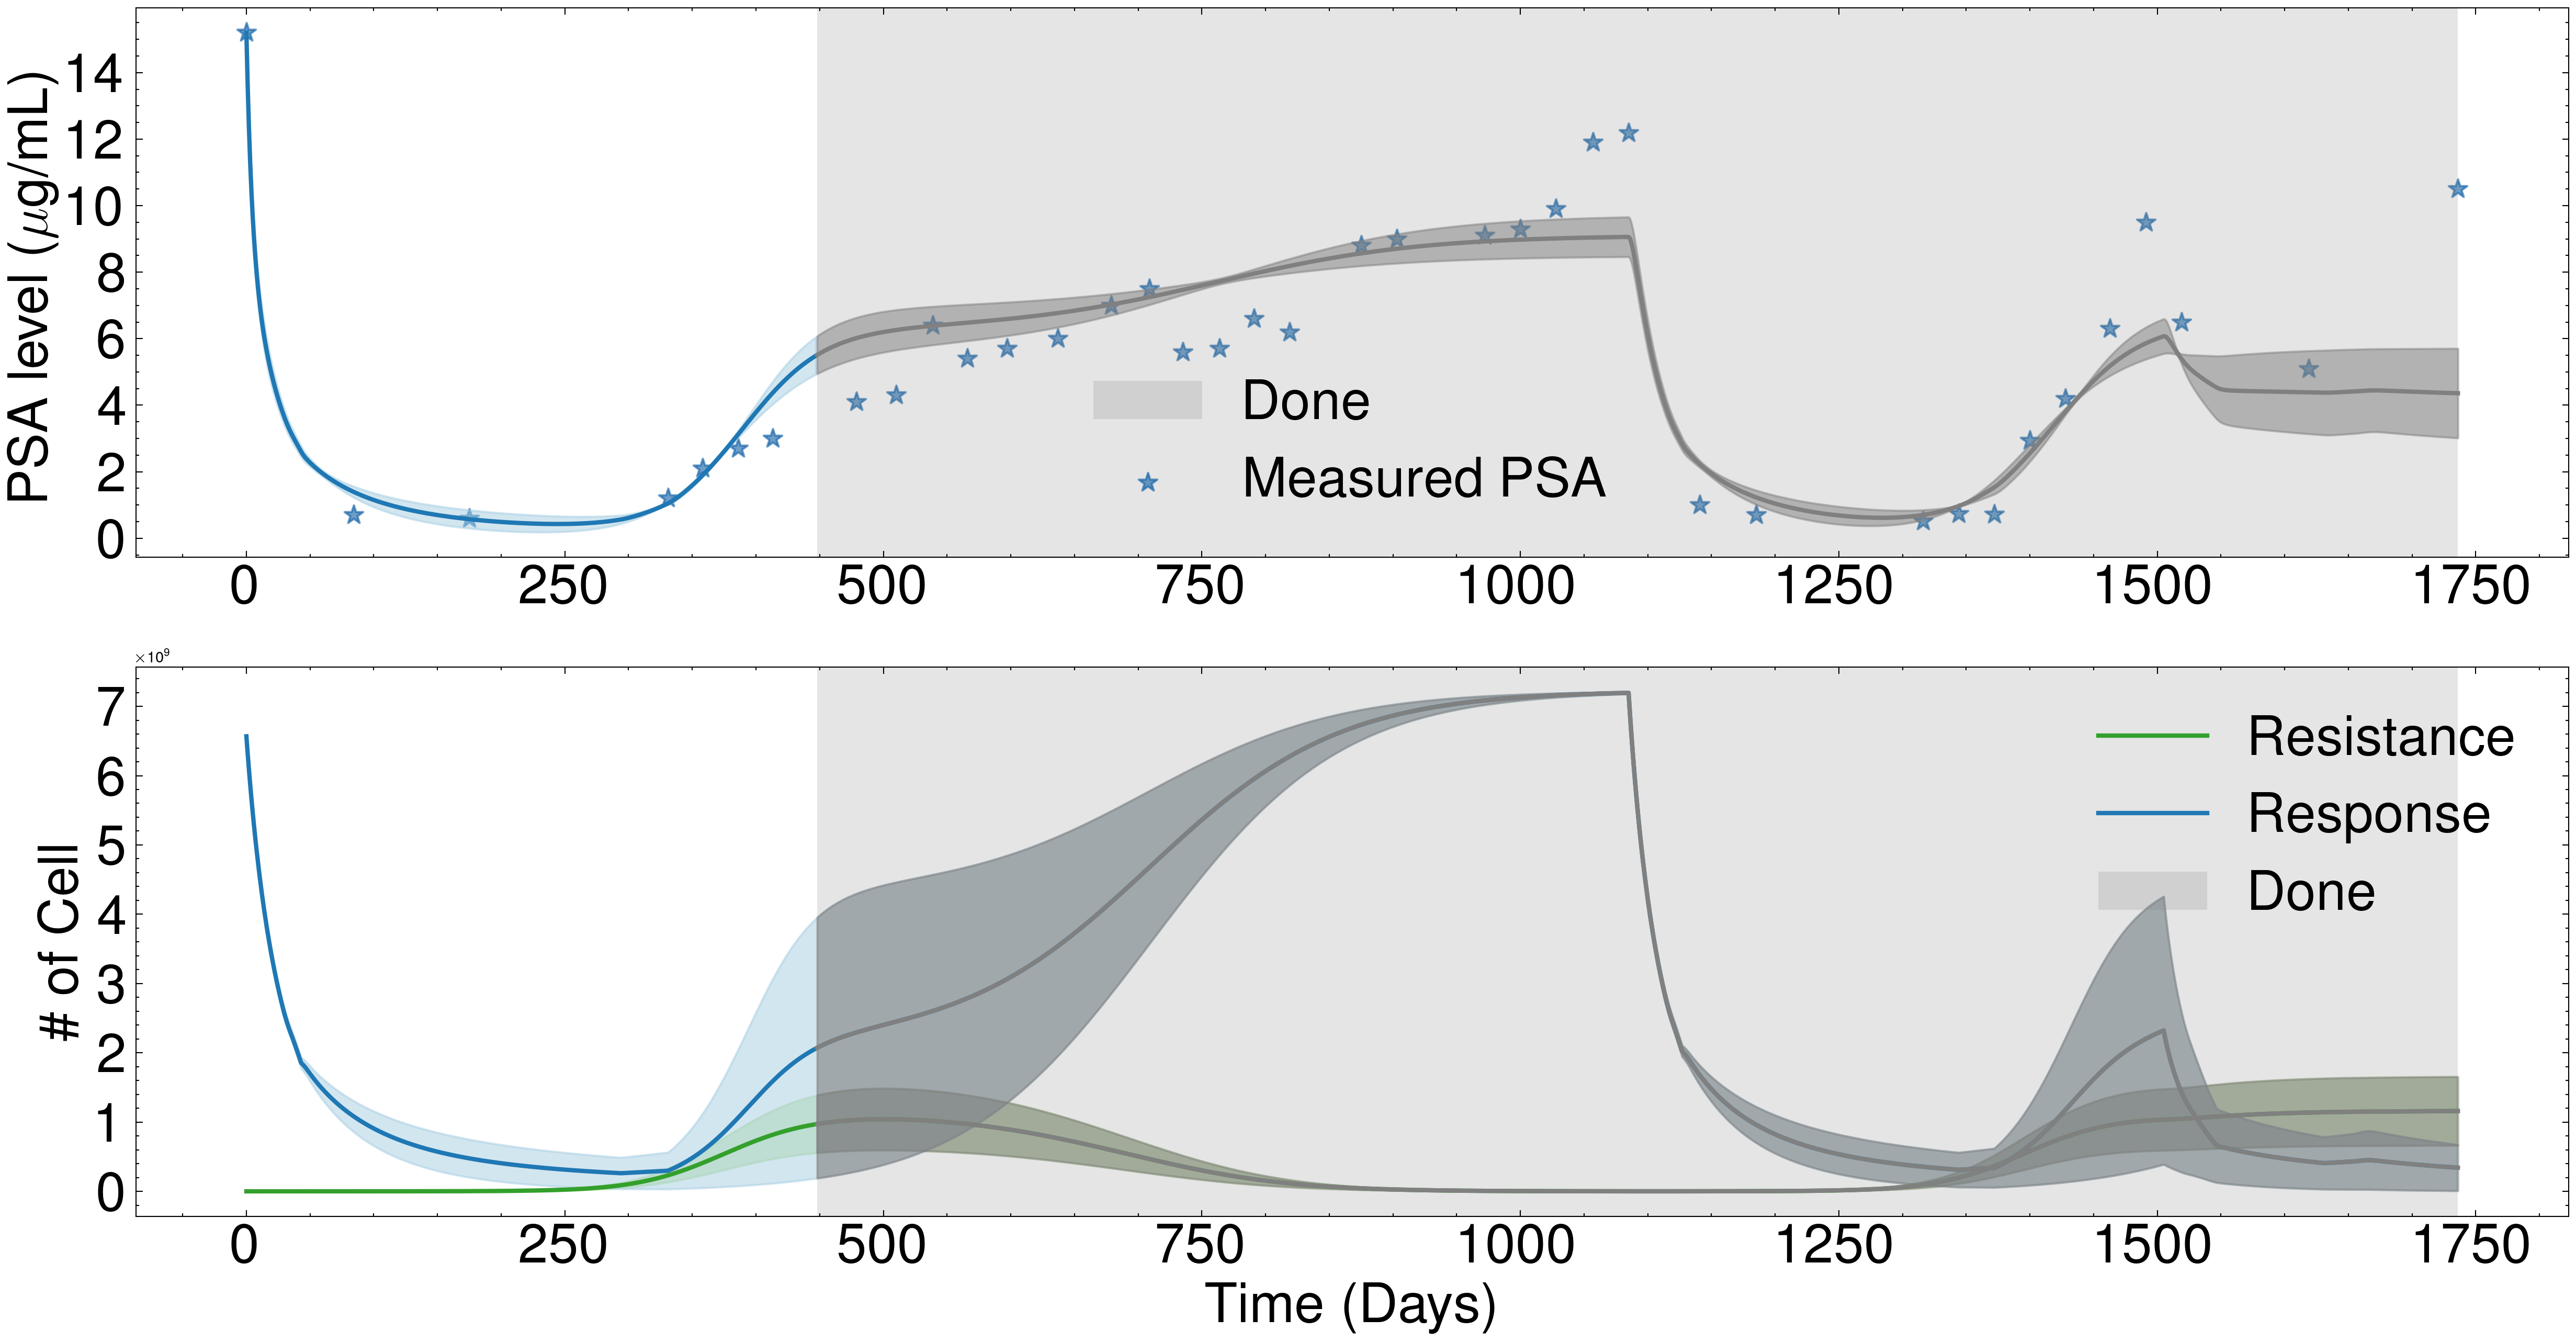 PSA level (μg/mL)
14
12
10
8
6
4
2
0
Done
Measured PSA
0 250 500 750 1000 1250 1500 1750
×10⁹
# of Cell
7
6
5
4
3
2
1
0
Resistance
Response
Done
0 250 500 750 1000 1250 1500 1750
Time (Days)